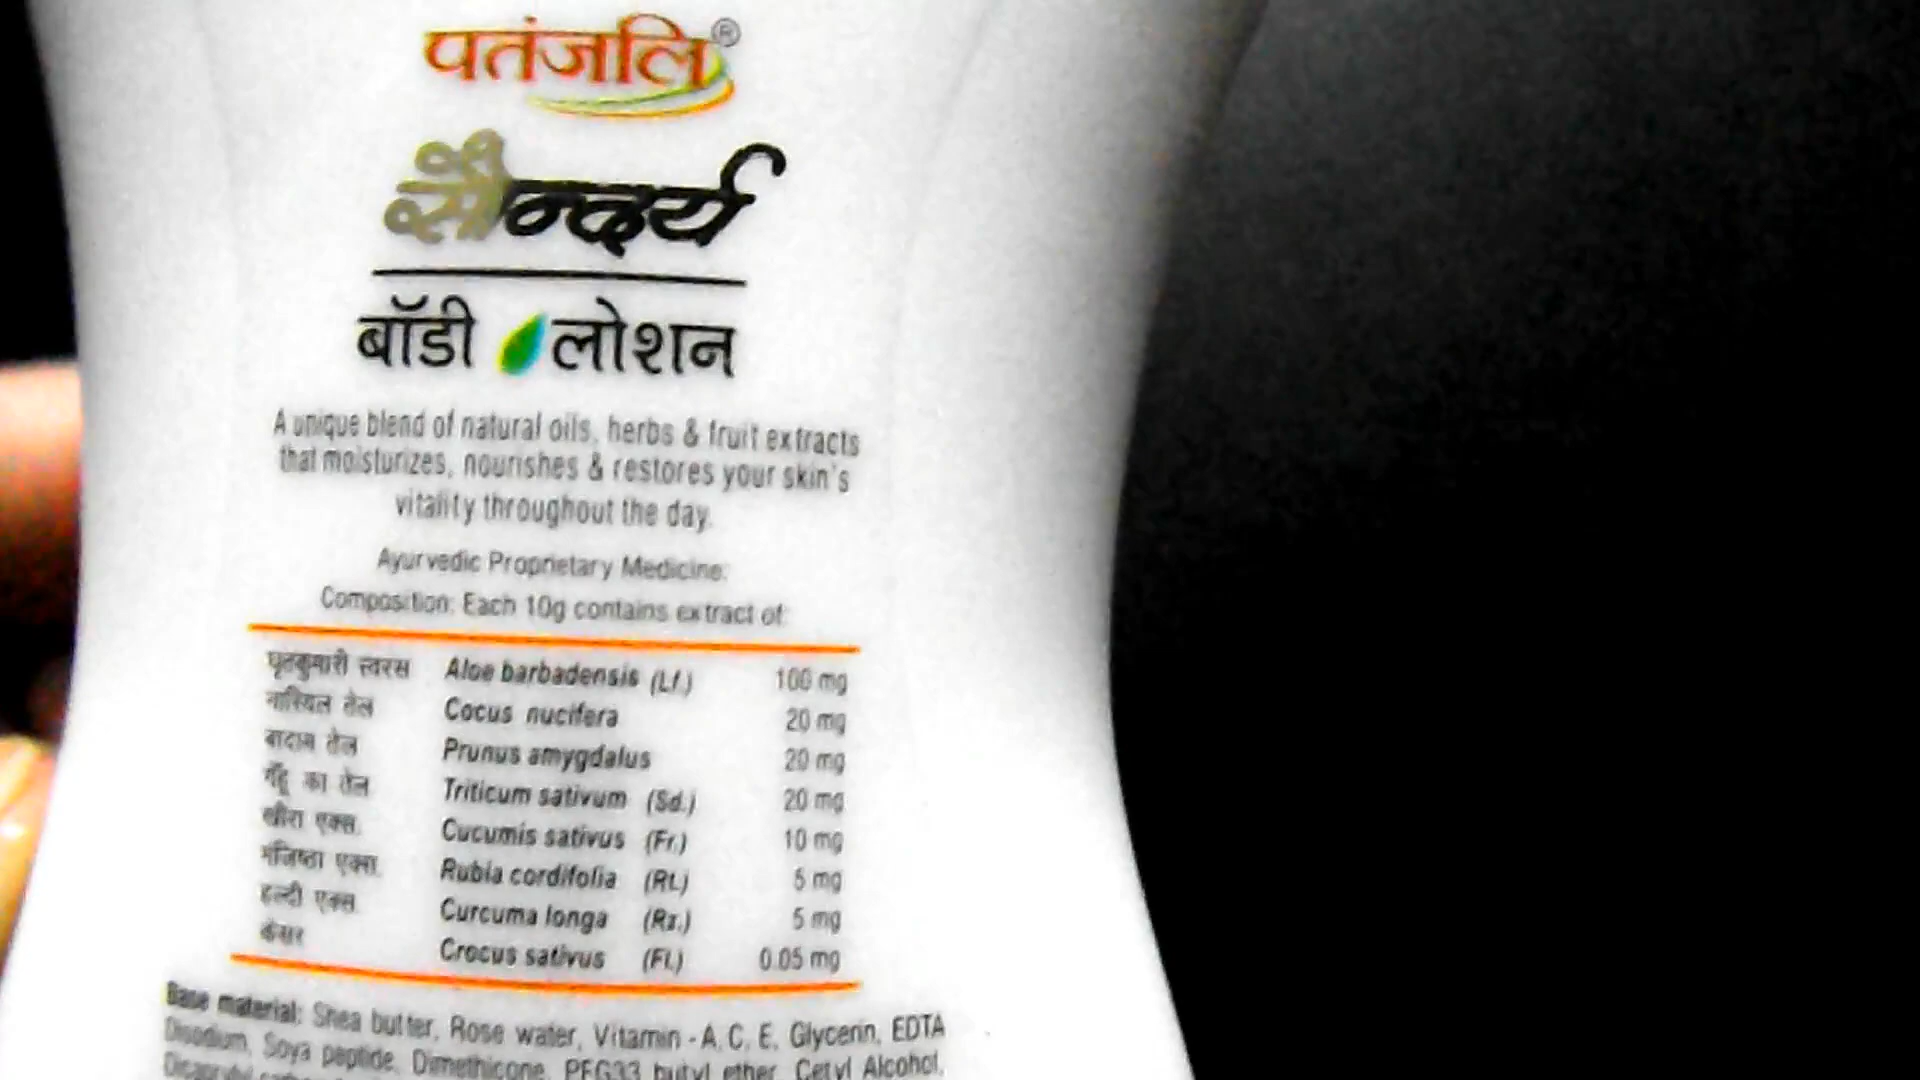 पतंजलि®
सौन्दर्य
बॉडी लोशन
A unique blend of natural oils, herbs & fruit extracts
that moisturizes, nourishes & restores your skin's
vitality throughout the day.
Ayurvedic Proprietary Medicine:
Composition: Each 10g contains extract of:
घृतकुमारी स्वरस Aloe barbadensis (Lf.) 100 mg
नारियल तेल Cocus nucifera 20 mg
बादाम तेल Prunus amygdalus 20 mg
गेंहू का तेल Triticum sativum (Sd.) 20 mg
खीरा एक्स. Cucumis sativus (Fr.) 10 mg
मंजिष्ठा एक्स. Rubia cordifolia (Rt.) 5 mg
हल्दी एक्स. Curcuma longa (Rz.) 5 mg
केसर Crocus sativus (Fl.) 0.05 mg
Base material: Shea butter, Rose water, Vitamin - A, C, E, Glycerin, EDTA
Disodium, Soya peptide, Dimethicone, PEG33 butyl ether, Cetyl Alcohol,